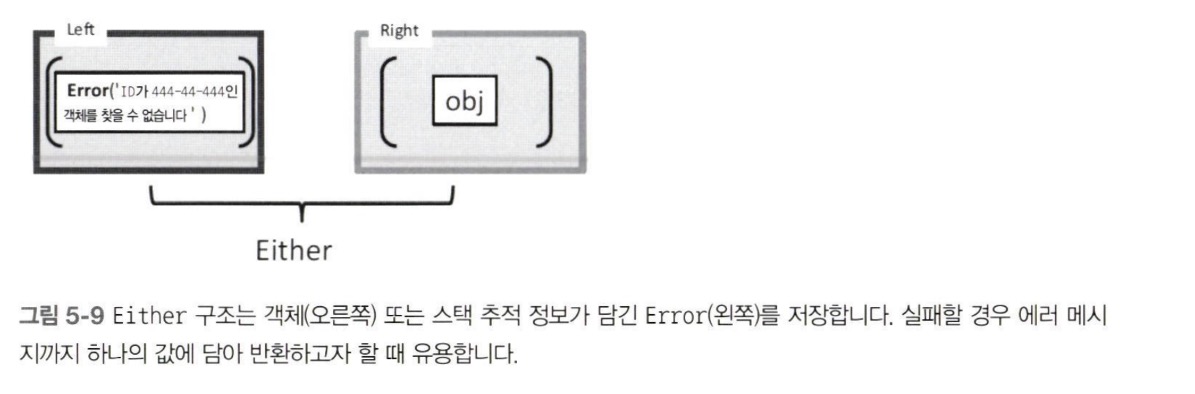 Left
Error('ID가 444-44-444인
객체를 찾을 수 없습니다')
Right
obj
Either
그림 5-9 Either 구조는 객체(오른쪽) 또는 스택 추적 정보가 담긴 Error(왼쪽)를 저장합니다. 실패할 경우 에러 메시
지까지 하나의 값에 담아 반환하고자 할 때 유용합니다.